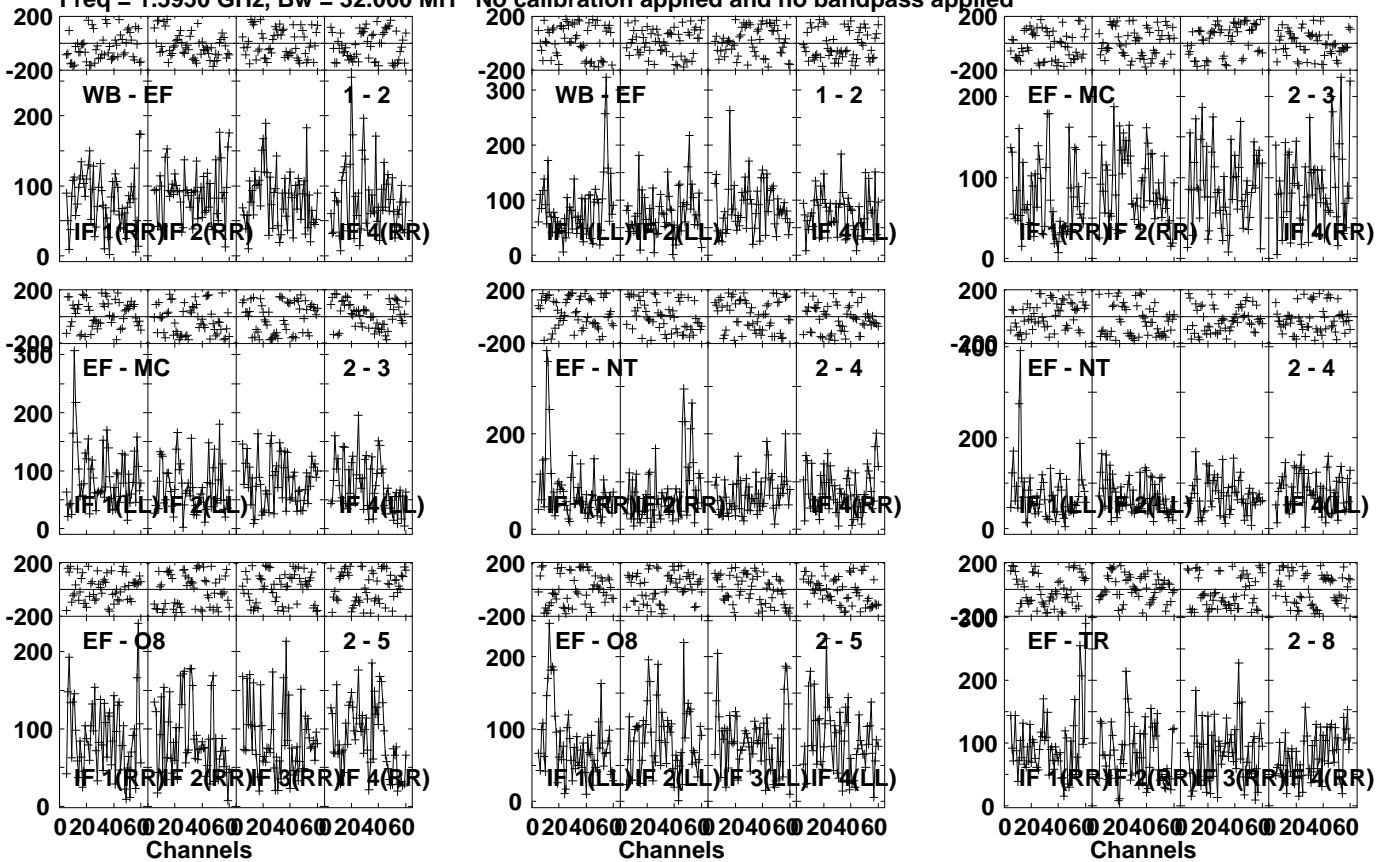 Freq = 1.5950 GHz, Bw = 32.000 MH No calibration applied and no bandpass applied
200
-200
WB - EF 1 - 2
200
100
0
IF 1(RR) IF 2(RR) IF 4(RR)
200
-200
WB - EF 1 - 2
300
200
100
0
IF 1(LL) IF 2(LL) IF 4(LL)
200
-200
EF - MC 2 - 3
200
100
0
IF 1(RR) IF 2(RR) IF 4(RR)
200
-200
300
EF - MC 2 - 3
200
100
0
IF 1(LL) IF 2(LL) IF 4(LL)
200
-200
EF - NT 2 - 4
200
0
IF 1(RR) IF 2(RR) IF 4(RR)
200
-200
400
EF - NT 2 - 4
200
0
IF 1(LL) IF 2(LL) IF 4(LL)
200
-200
EF - O8 2 - 5
200
100
0
IF 1(RR) IF 2(RR) IF 3(RR) IF 4(RR)
0 20 40 60 0 20 40 60 0 20 40 60 0 20 40 60
Channels
200
-200
EF - O8 2 - 5
200
100
0
IF 1(LL) IF 2(LL) IF 3(LL) IF 4(LL)
0 20 40 60 0 20 40 60 0 20 40 60 0 20 40 60
Channels
200
-200
300
EF - TR 2 - 8
200
100
0
IF 1(RR) IF 2(RR) IF 3(RR) IF 4(RR)
0 20 40 60 0 20 40 60 0 20 40 60 0 20 40 60
Channels